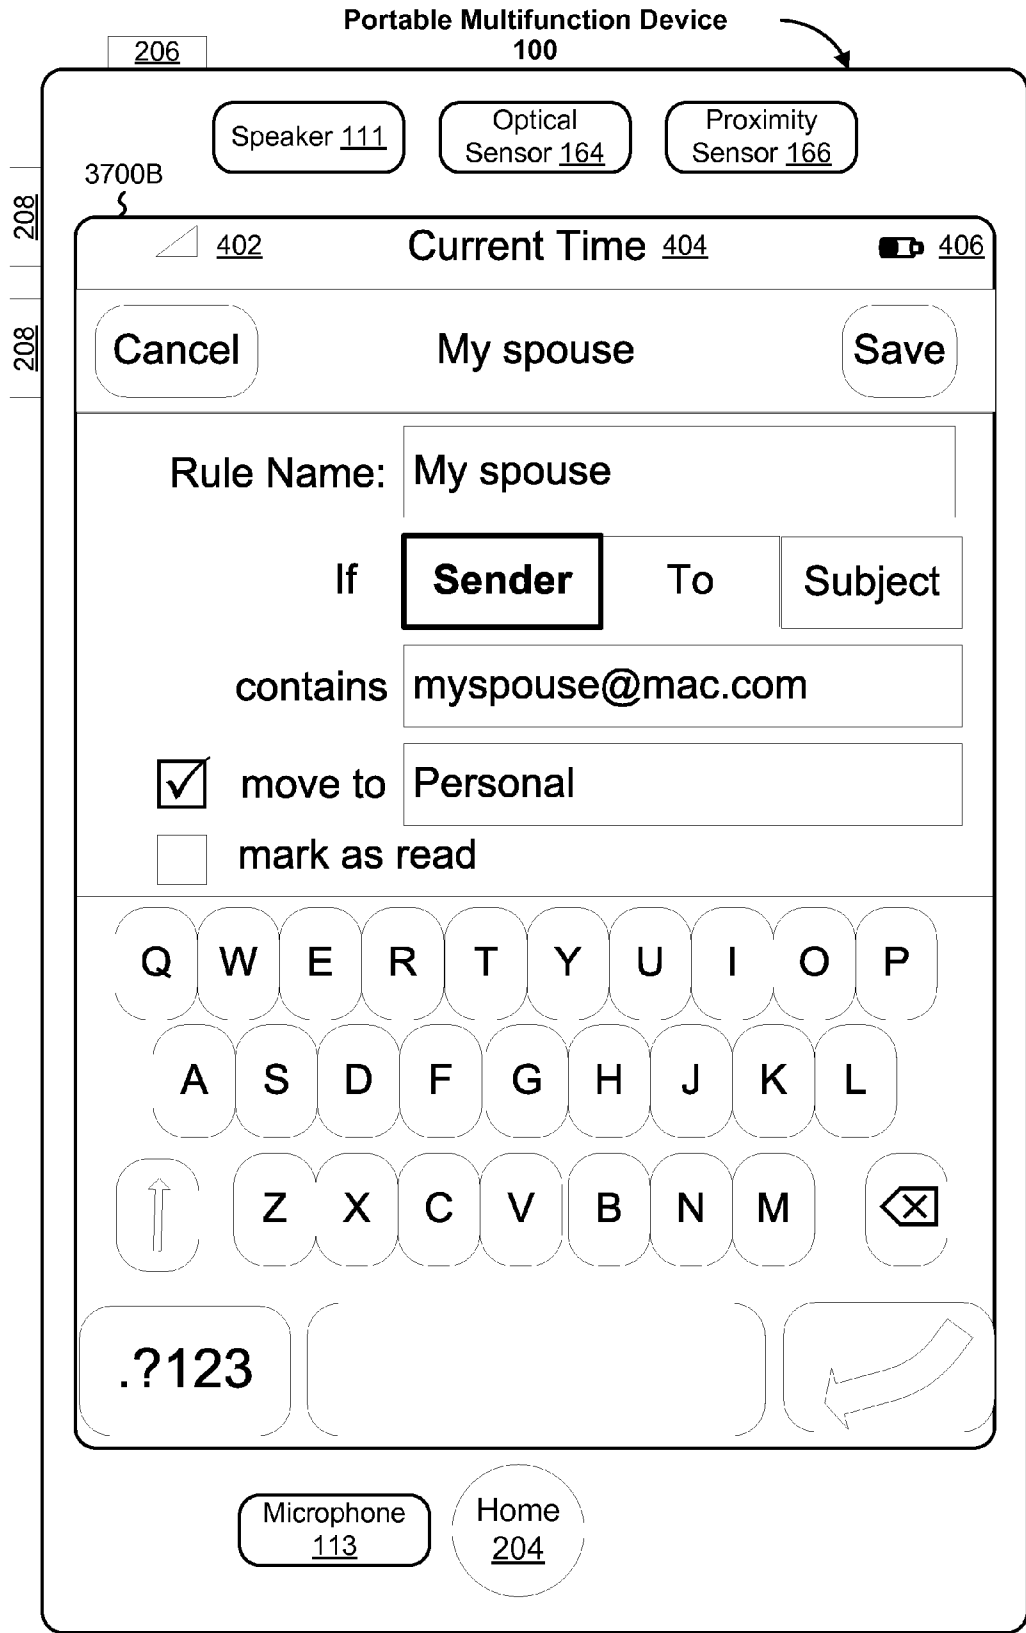 Portable Multifunction Device
100
206
Speaker 111
Optical
Sensor 164
Proximity
Sensor 166
3700B
208
208
402 Current Time 404 406
Cancel My spouse Save
Rule Name: My spouse
If Sender To Subject
contains myspouse@mac.com
move to Personal
mark as read
Q W E R T Y U I O P
A S D F G H J K L
Z X C V B N M
.?123
Microphone
113
Home
204